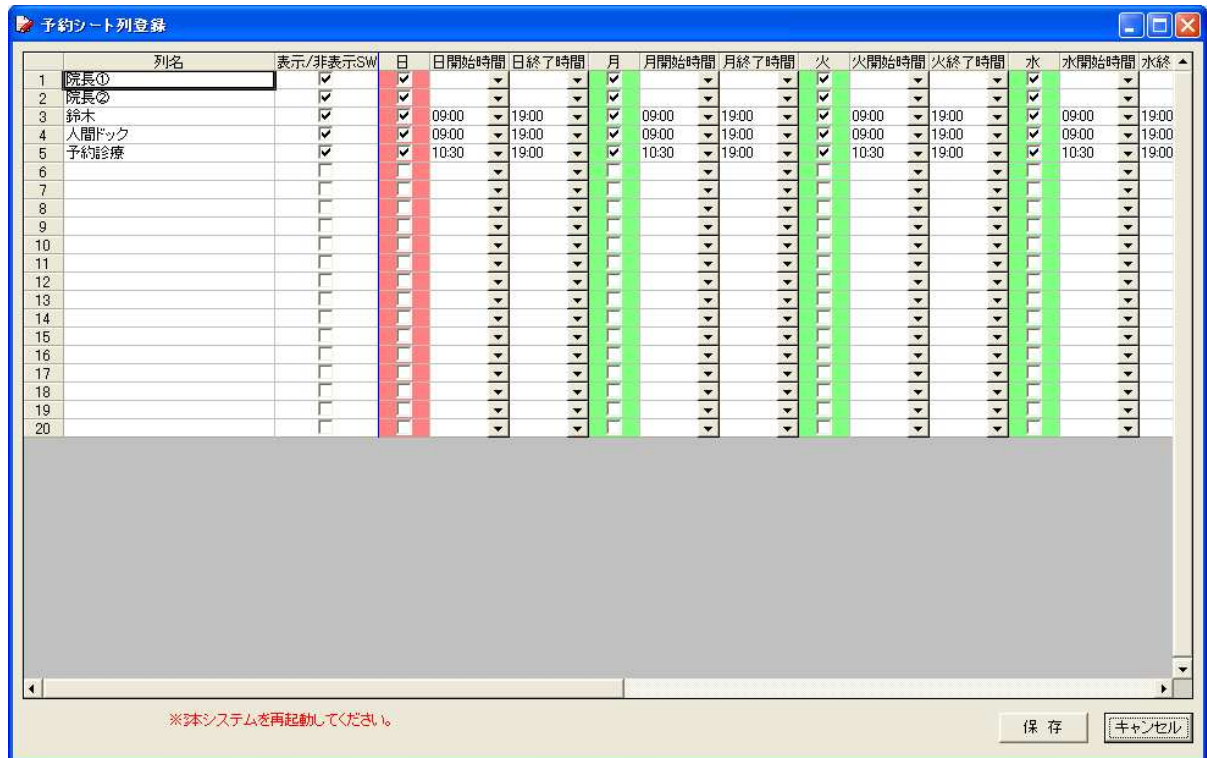 予約シート列登録
列名 表示/非表示SW 日 日開始時間 日終了時間 月 月開始時間 月終了時間 火 火開始時間 火終了時間 水 水開始時間 水終
1 院長①
2 院長②
3 鈴木 09:00 19:00 09:00 19:00 09:00 19:00 09:00 19:00
4 人間ドック 09:00 19:00 09:00 19:00 09:00 19:00 09:00 19:00
5 予約診療 10:30 19:00 10:30 19:00 10:30 19:00 10:30 19:00
6
7
8
9
10
11
12
13
14
15
16
17
18
19
20
本システムを再起動してください。
保 存 キャンセル